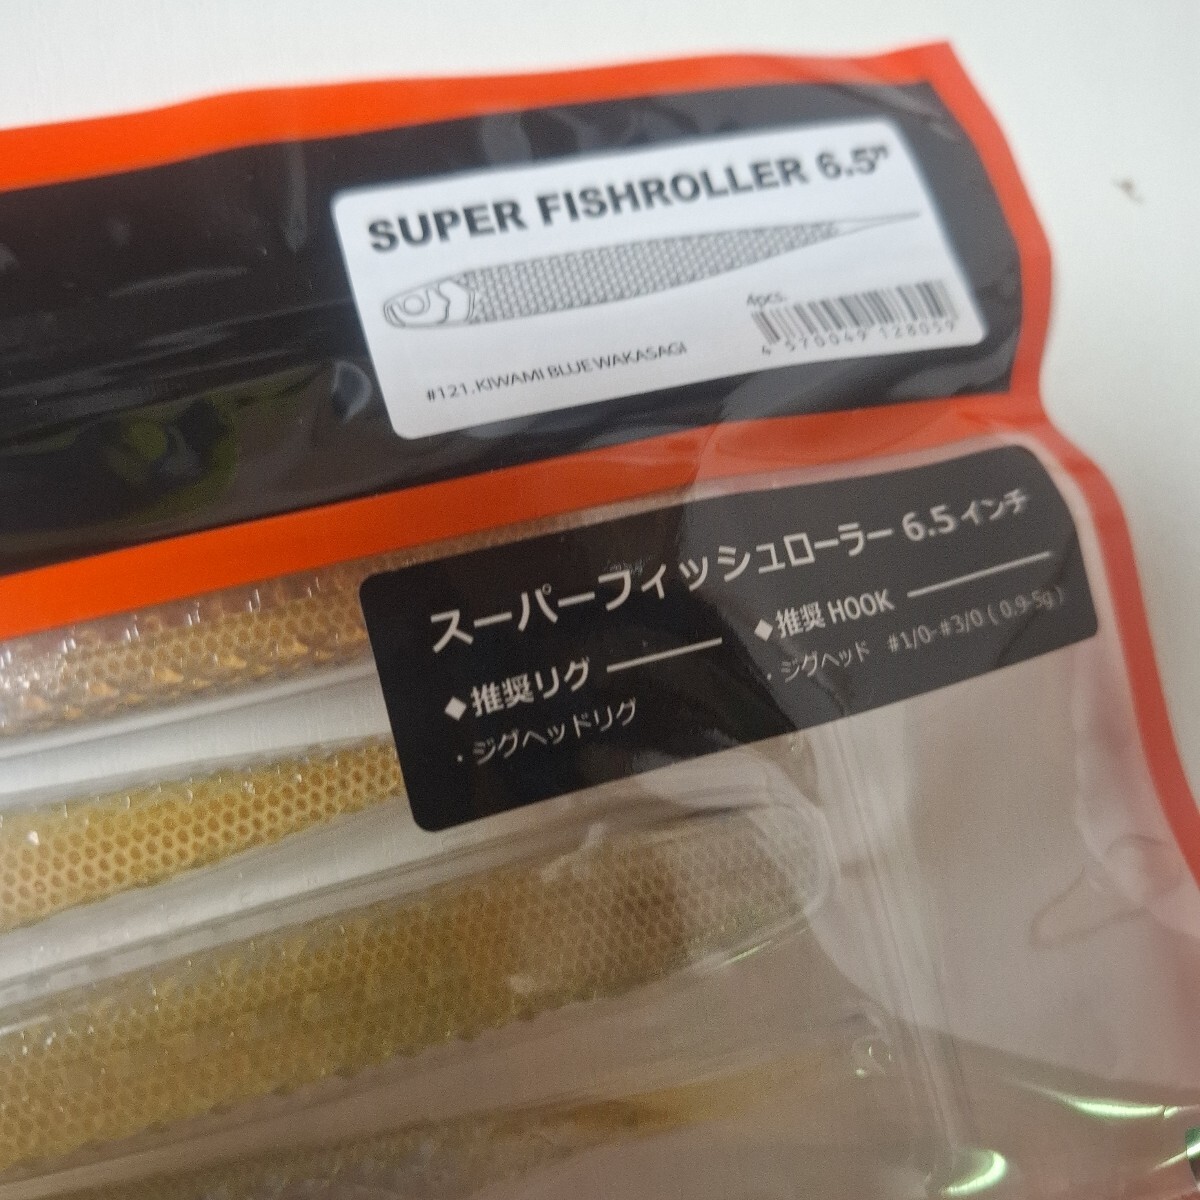 SUPER FISHROLLER 6.5"
4pcs.
#121.KIWAMI BLUE WAKASAGI
4 570049 128059
スーパーフィッシュローラー 6.5インチ
◆推奨リグ
・ジグヘッドリグ
◆推奨 HOOK
・ジグヘッド #1/0-#3/0 ( 0.9-5g )